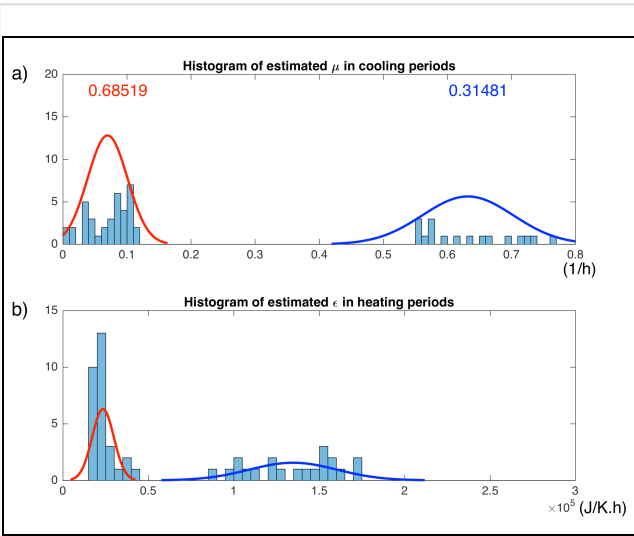 a)
Histogram of estimated μ in cooling periods
0.68519 0.31481
20
15
10
5
0
0 0.1 0.2 0.3 0.4 0.5 0.6 0.7 0.8
(1/h)
b)
Histogram of estimated ϵ in heating periods
15
10
5
0
0 0.5 1 1.5 2 2.5 3
×10⁵ (J/K.h)